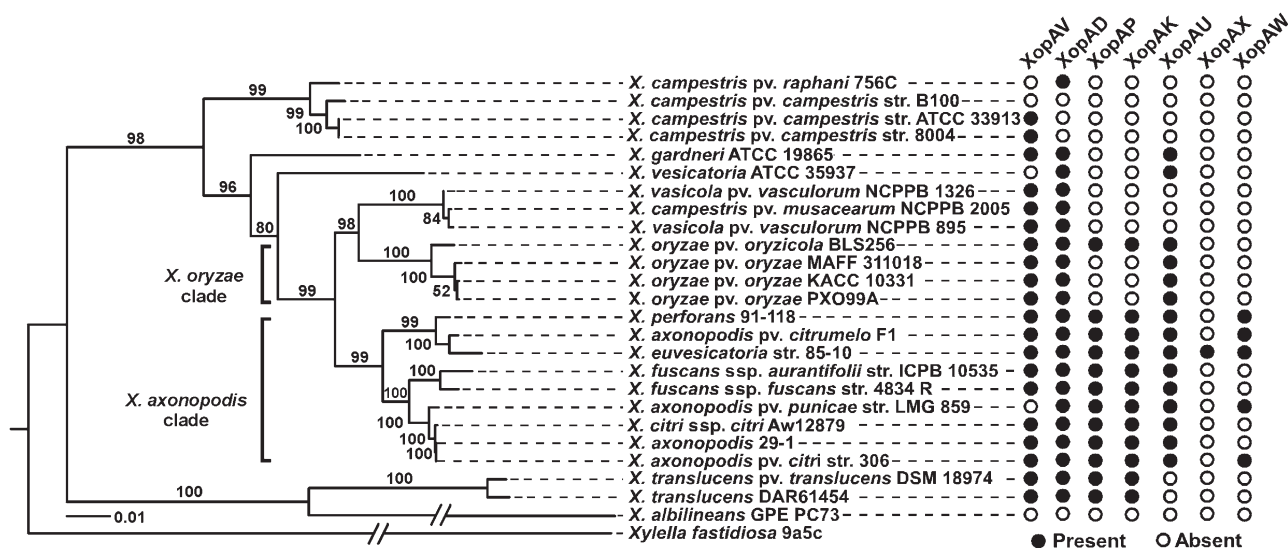 XopAV XopAD XopAP XopAK XopAU XopAX XopAW
99 X. campestris pv. raphani 756C
X. campestris pv. campestris str. B100
99 X. campestris pv. campestris str. ATCC 33913
100 X. campestris pv. campestris str. 8004
98
X. gardneri ATCC 19865
96 X. vesicatoria ATCC 35937
100 X. vasicola pv. vasculorum NCPPB 1326
X. campestris pv. musacearum NCPPB 2005
84 X. vasicola pv. vasculorum NCPPB 895
80 98
X. oryzae pv. oryzicola BLS256
100 X. oryzae pv. oryzae MAFF 311018
100 X. oryzae pv. oryzae KACC 10331
52 X. oryzae pv. oryzae PXO99A
X. oryzae
clade
99
X. perforans 91-118
99 X. axonopodis pv. citrumelo F1
100 X. euvesicatoria str. 85-10
99
X. fuscans ssp. aurantifolii str. ICPB 10535
100 X. fuscans ssp. fuscans str. 4834 R
100 X. axonopodis pv. punicae str. LMG 859
X. axonopodis
clade
X. citri ssp. citri Aw12879
100 X. axonopodis 29-1
100 X. axonopodis pv. citri str. 306
100 X. translucens pv. translucens DSM 18974
100 X. translucens DAR61454
0.01 X. albilineans GPE PC73
Xylella fastidiosa 9a5c
Present Absent